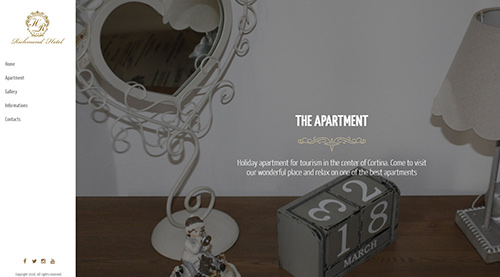 HR
Richmond Hotel
Home
Apartment
Gallery
Informations
Contacts
THE APARTMENT
Holiday apartment for tourism in the center of Cortina. Come to visit
our wonderful place and relax on one of the best apartments
3 2
1 8
MARCH
Copyright 2016, All rights reserved